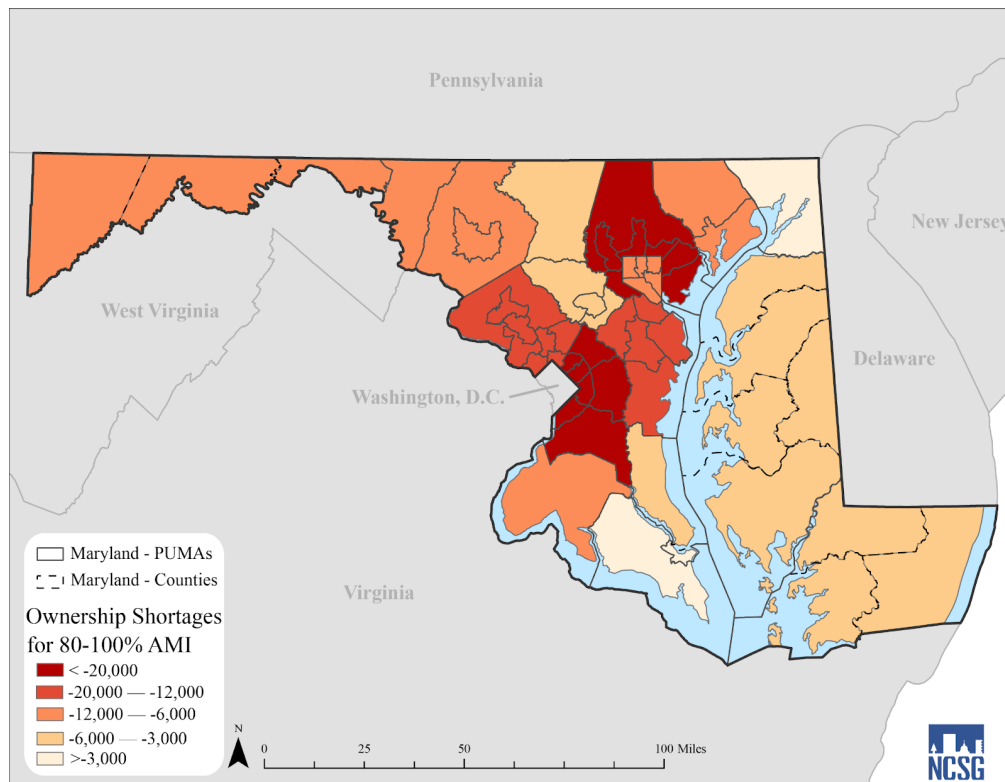 Pennsylvania
New Jersey
West Virginia
Delaware
Washington, D.C.
Virginia
Maryland - PUMAs
Maryland - Counties
Ownership Shortages
for 80-100% AMI
< -20,000
-20,000 — -12,000
-12,000 — -6,000
-6,000 — -3,000
>-3,000
N
0 25 50 100 Miles
NCSG